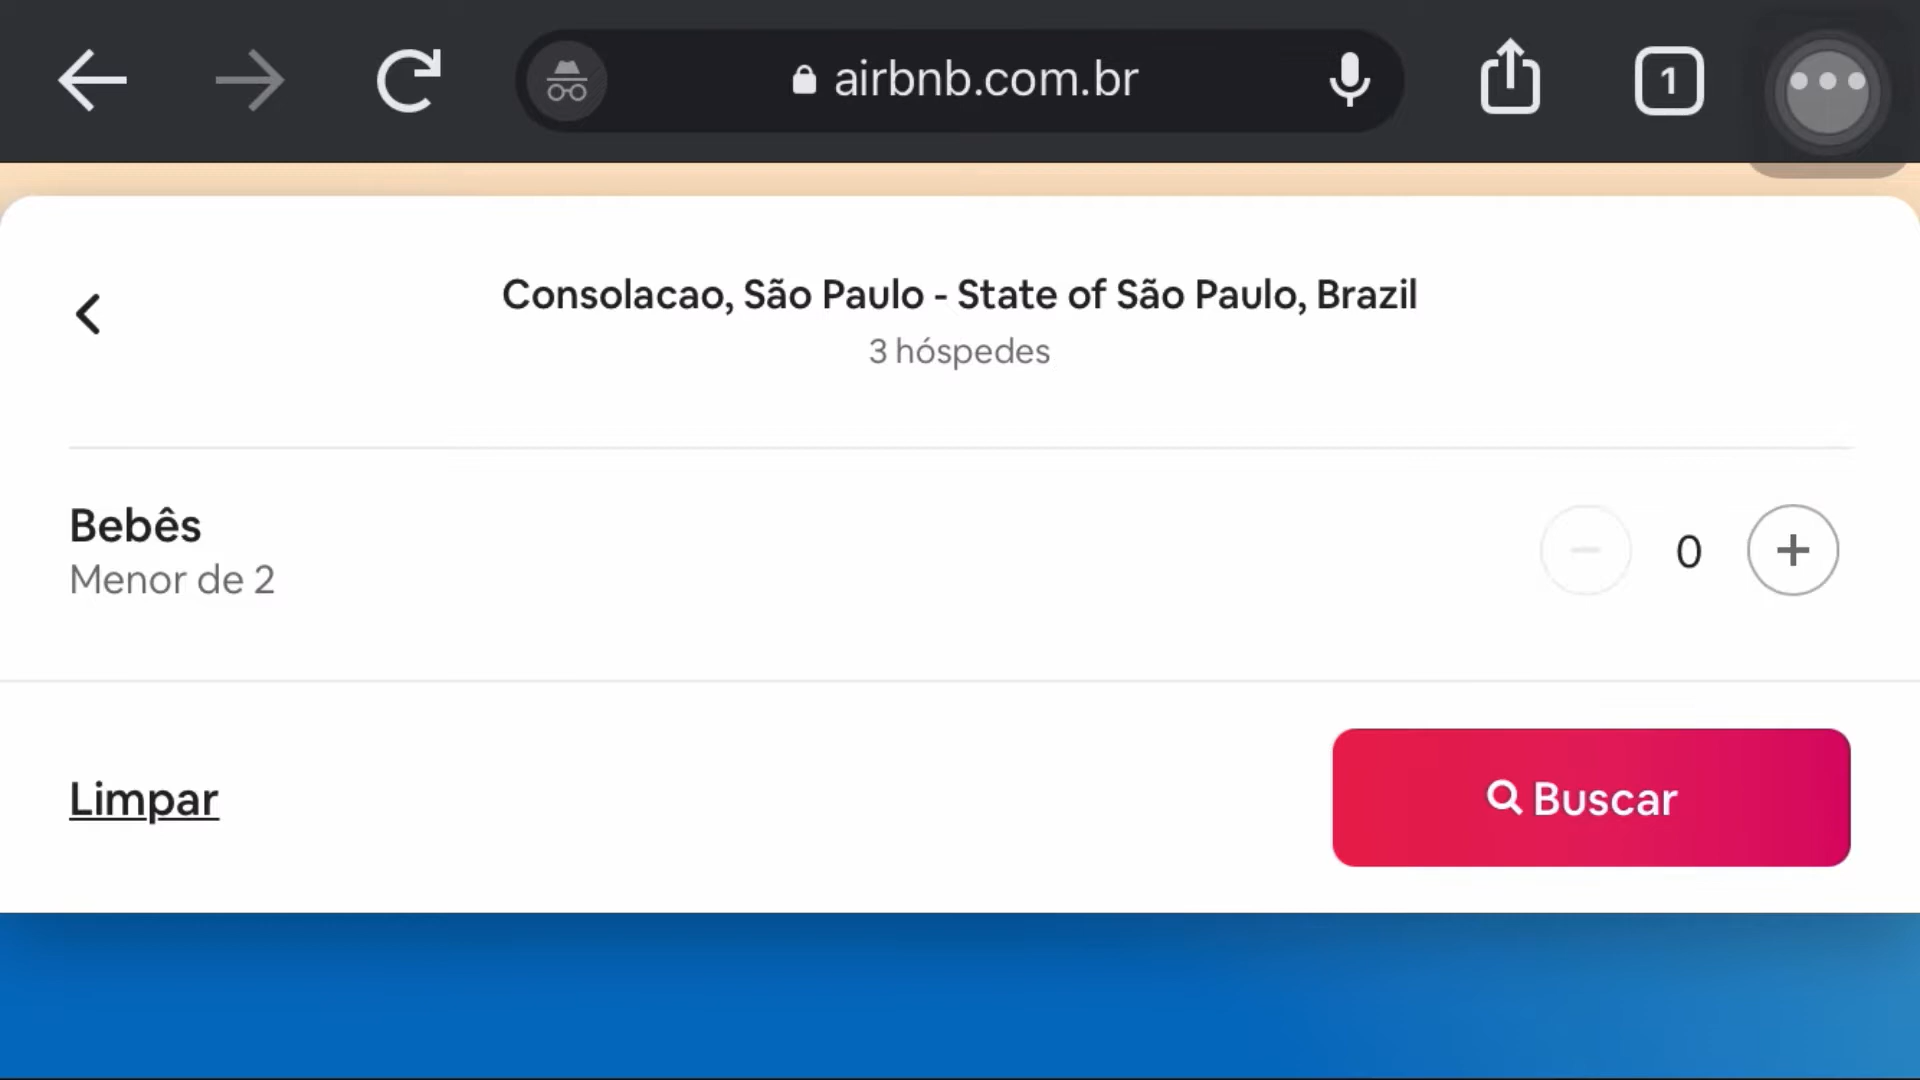 airbnb.com.br
1
Consolacao, São Paulo - State of São Paulo, Brazil
3 hóspedes
Bebês
0
Menor de 2
Limpar
Buscar